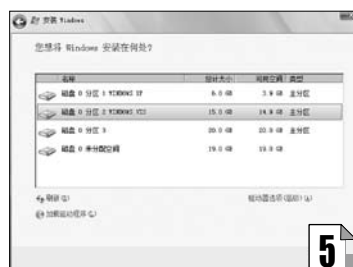 安装 Windows
您想将 Windows 安装在何处?
名称 总计大小 可用空间 类型
磁盘 0 分区 1 WINDOWS XP 6.0 GB 3.9 GB 主分区
磁盘 0 分区 2 WINDOWS VIS 15.0 GB 14.9 GB 主分区
磁盘 0 分区 3 20.0 GB 20.0 GB 主分区
磁盘 0 未分配空间 19.0 GB 19.0 GB
刷新(R) 驱动器选项(高级)(A)
加载驱动程序(L)
5